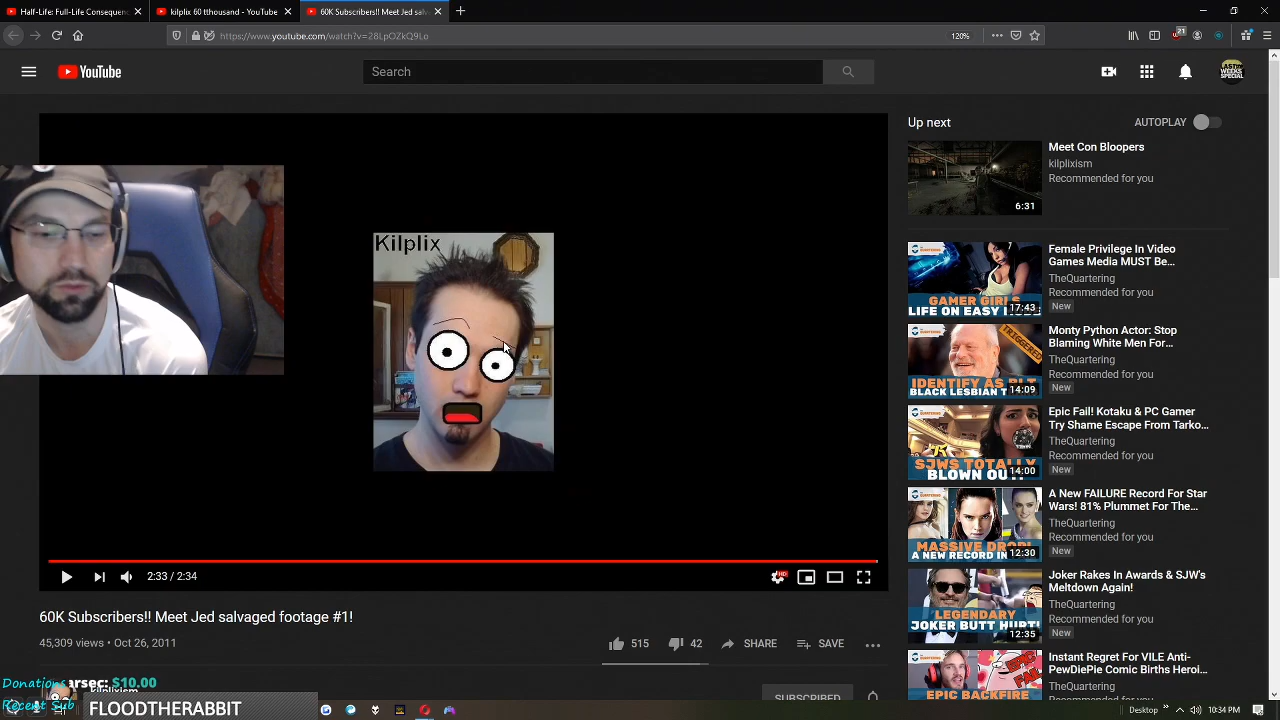 Half-Life: Full-Life Consequenc
kilplix 60 tthousand - YouTube
60K Subscribers!! Meet Jed salv
https://www.youtube.com/watch?v=28LpOZkQ9Lo
120%
21
YouTube
Search
Up next
AUTOPLAY
Meet Con Bloopers
kilplixism
Recommended for you
6:31
Kilplix
Female Privilege In Video
Games Media MUST Be...
TheQuartering
Recommended for you
New
GAMER GIRLS
LIFE ON EASY MODE
17:43
Monty Python Actor: Stop
Blaming White Men For...
TheQuartering
Recommended for you
New
TRIGGERED
BLACK LESBIAN
14:09
Epic Fail! Kotaku & PC Gamer
Try Shame Escape From Tarko...
TheQuartering
Recommended for you
New
SJWS TOTALLY
BLOWN OUT
14:00
A New FAILURE Record For Star
Wars! 81% Plummet For The...
TheQuartering
Recommended for you
New
MASSIVE DROP!
A NEW RECORD IN
12:30
Joker Rakes In Awards & SJW's
Meltdown Again!
TheQuartering
Recommended for you
New
LEGENDARY
JOKER BUTT HURT!
12:35
Instant Regret For VILE Anti-
PewDiePie Comic Births Heroi...
TheQuartering
Recommended for you
EPIC BACKFIRE
2:33 / 2:34
HD
60K Subscribers!! Meet Jed salvaged footage #1!
45,309 views • Oct 26, 2011
515
42
SHARE
SAVE
SUBSCRIBED
Donations
arsec: $10.00
Recent Sub
kilplixism
FLOODTHERABBIT
Desktop
10:34 PM